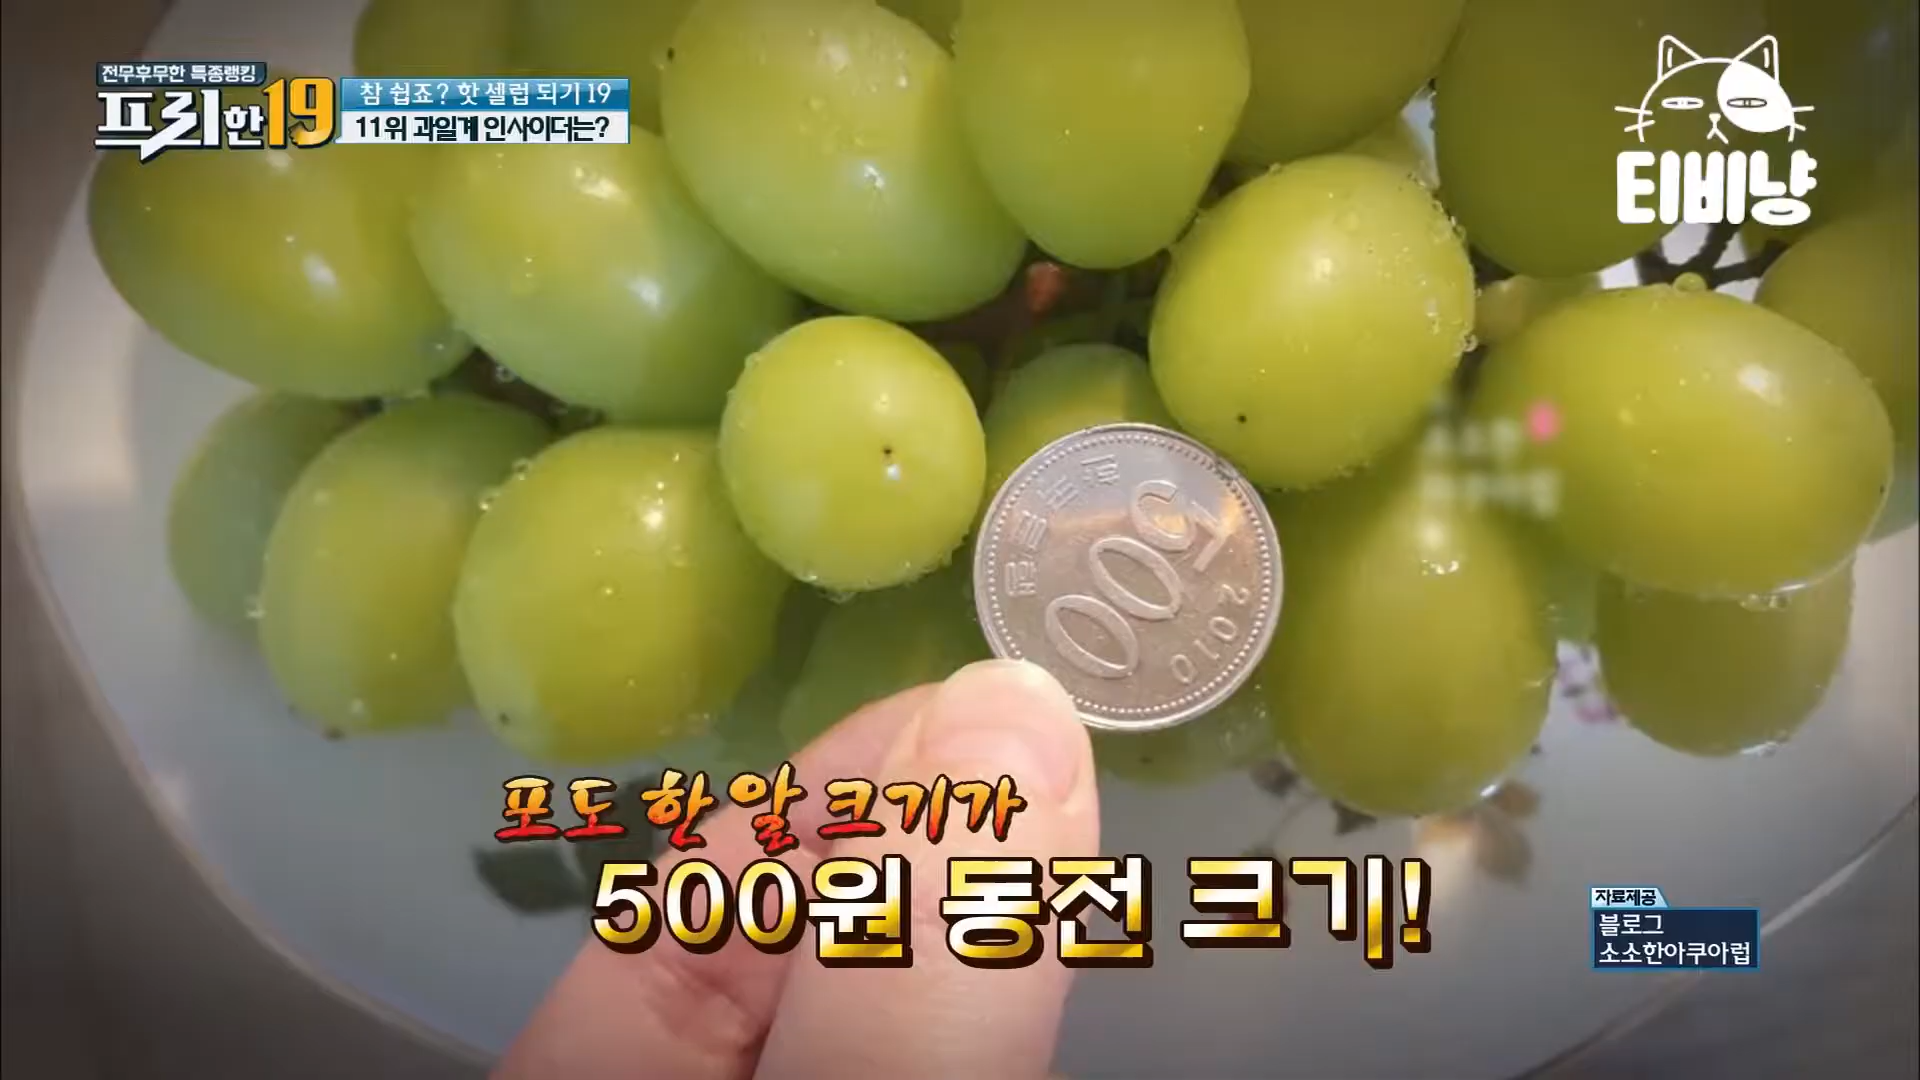 전무후무한 특종랭킹
프리한19
참 쉽죠? 핫 셀럽 되기 19
11위 과일계 인사이더는?
티비냥
한국은행
500
2010
포도 한 알 크기가
500원 동전 크기!
자료제공
블로그
소소한아쿠아럽